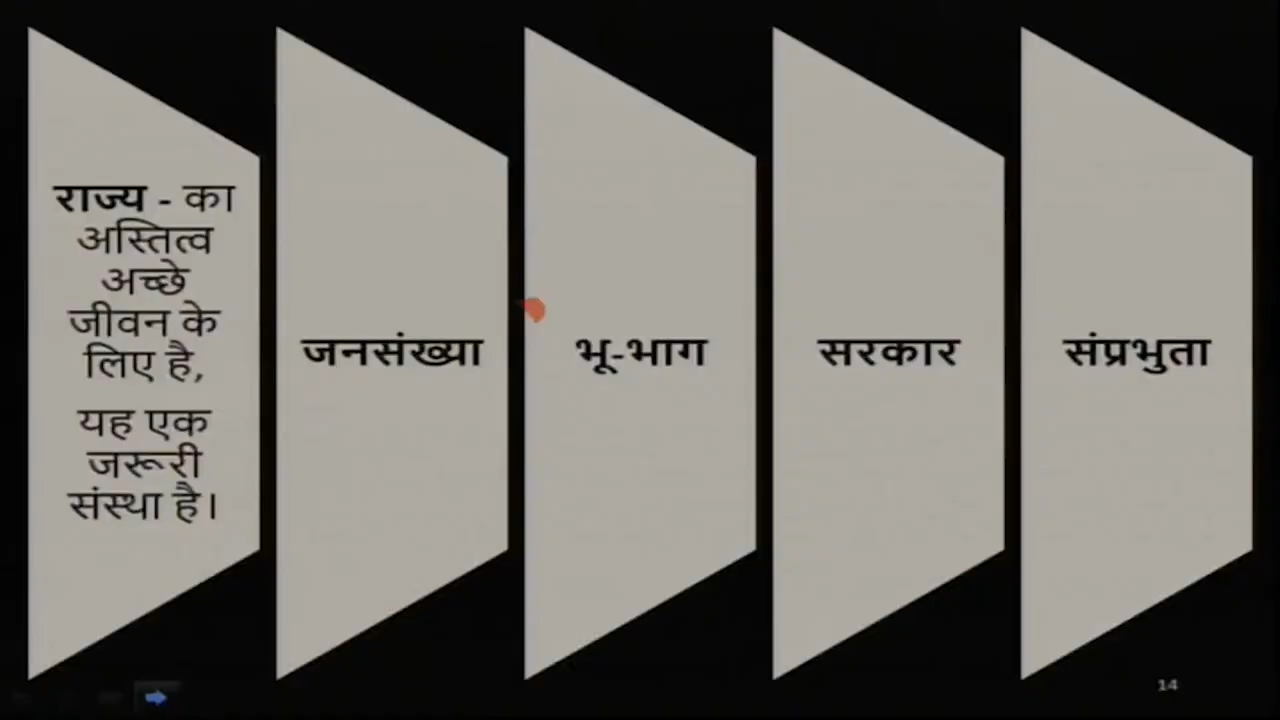 राज्य - का
अस्तित्व
अच्छे
जीवन के
लिए है,
यह एक
जरूरी
संस्था है।
जनसंख्या
भू-भाग
सरकार
संप्रभुता
14